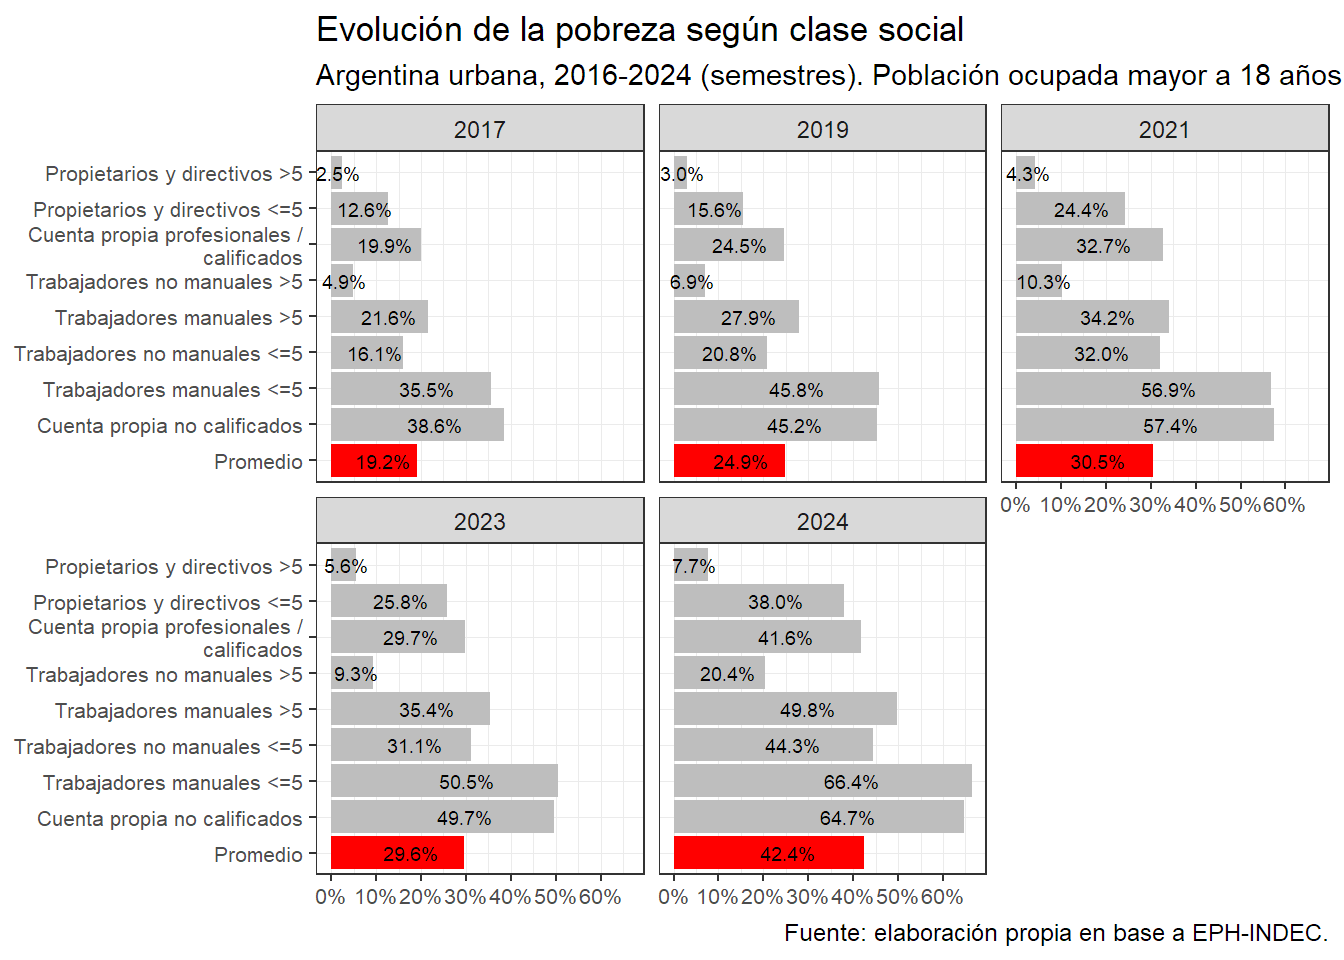 Evolución de la pobreza según clase social
Argentina urbana, 2016-2024 (semestres). Población ocupada mayor a 18 años
2017
2019
2021
Propietarios y directivos >5
2.5%
3.0%
4.3%
Propietarios y directivos <=5
12.6%
15.6%
24.4%
Cuenta propia profesionales /
calificados
19.9%
24.5%
32.7%
Trabajadores no manuales >5
4.9%
6.9%
10.3%
Trabajadores manuales >5
21.6%
27.9%
34.2%
Trabajadores no manuales <=5
16.1%
20.8%
32.0%
Trabajadores manuales <=5
35.5%
45.8%
56.9%
Cuenta propia no calificados
38.6%
45.2%
57.4%
Promedio
19.2%
24.9%
30.5%
0% 10% 20% 30% 40% 50% 60%
2023
2024
Propietarios y directivos >5
5.6%
7.7%
Propietarios y directivos <=5
25.8%
38.0%
Cuenta propia profesionales /
calificados
29.7%
41.6%
Trabajadores no manuales >5
9.3%
20.4%
Trabajadores manuales >5
35.4%
49.8%
Trabajadores no manuales <=5
31.1%
44.3%
Trabajadores manuales <=5
50.5%
66.4%
Cuenta propia no calificados
49.7%
64.7%
Promedio
29.6%
42.4%
0% 10% 20% 30% 40% 50% 60%
0% 10% 20% 30% 40% 50% 60%
Fuente: elaboración propia en base a EPH-INDEC.